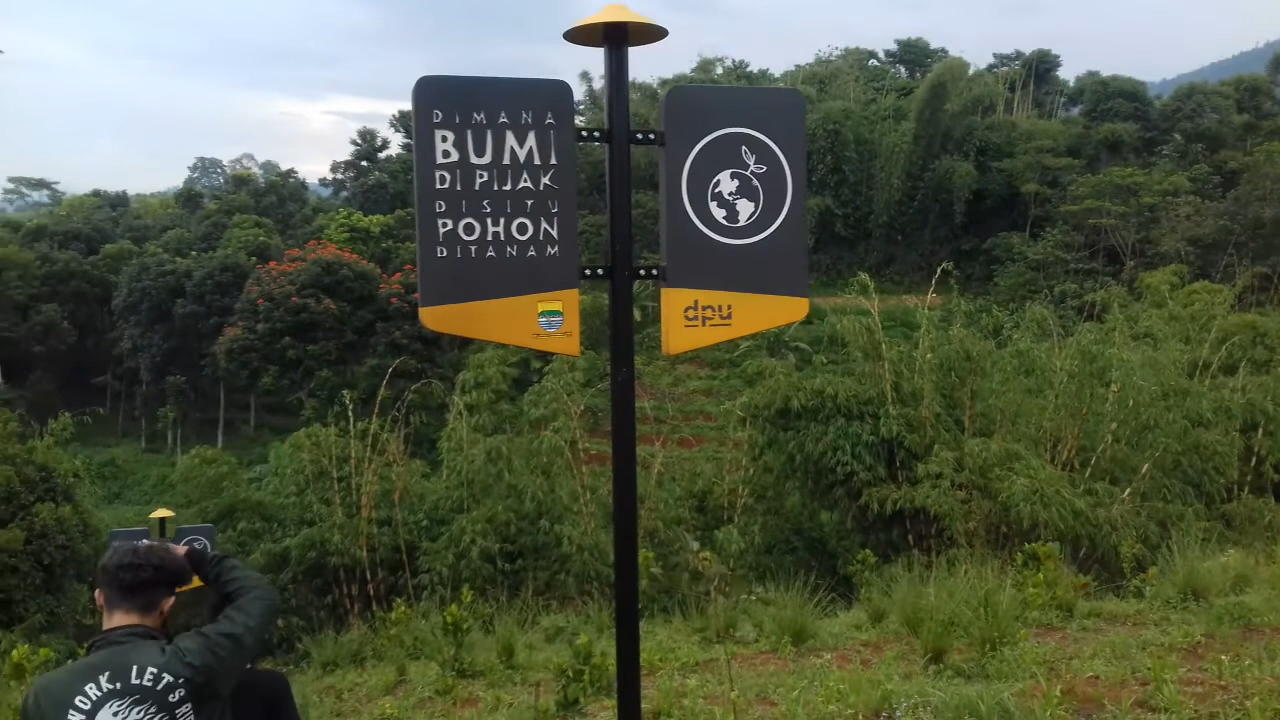 DIMANA
BUMI
DI PIJAK
DISITU
POHON
DITANAM
dpu
WORK, LET'S